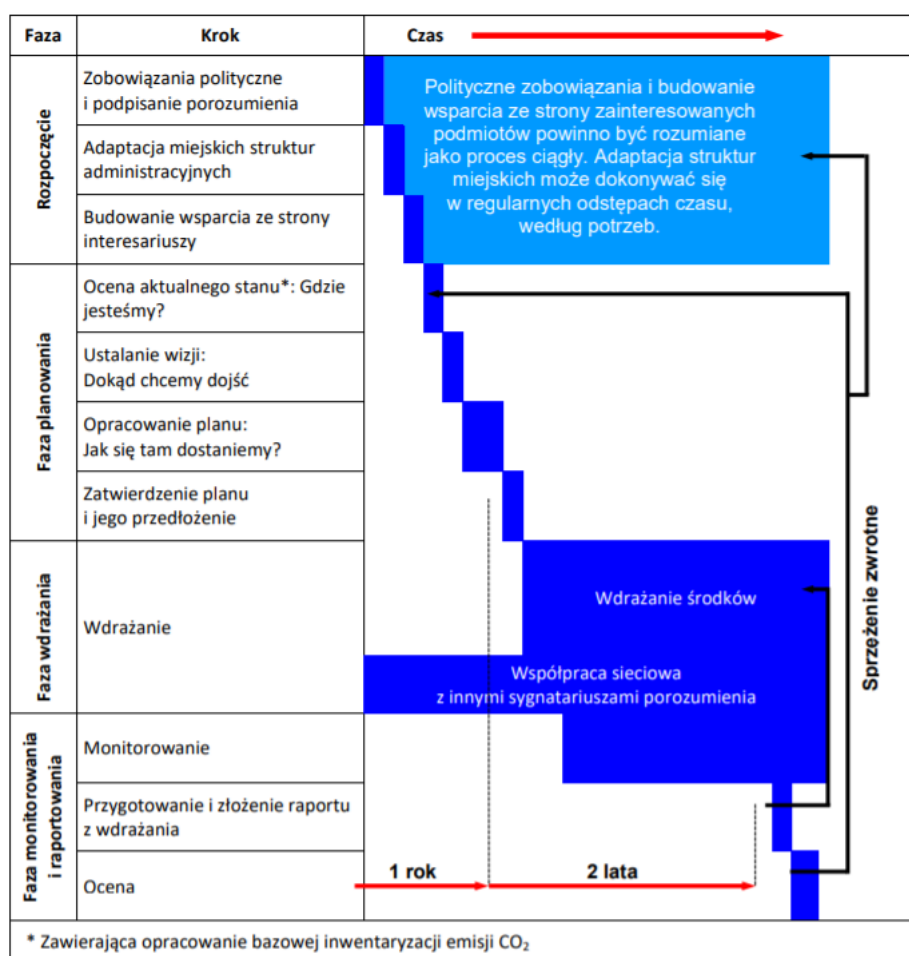 Faza
Krok
Czas
Rozpoczęcie
Zobowiązania polityczne
i podpisanie porozumienia
Adaptacja miejskich struktur
administracyjnych
Budowanie wsparcia ze strony
interesariuszy
Polityczne zobowiązania i budowanie
wsparcia ze strony zainteresowanych
podmiotów powinno być rozumiane
jako proces ciągły. Adaptacja struktur
miejskich może dokonywać się
w regularnych odstępach czasu,
według potrzeb.
Faza planowania
Ocena aktualnego stanu*: Gdzie
jesteśmy?
Ustalanie wizji:
Dokąd chcemy dojść
Opracowanie planu:
Jak się tam dostaniemy?
Zatwierdzenie planu
i jego przedłożenie
Faza wdrażania
Wdrażanie
Wdrażanie środków
Współpraca sieciowa
z innymi sygnatariuszami porozumienia
Sprzężenie zwrotne
Faza monitorowania
i raportowania
Monitorowanie
Przygotowanie i złożenie raportu
z wdrażania
Ocena
1 rok
2 lata
* Zawierająca opracowanie bazowej inwentaryzacji emisji CO₂